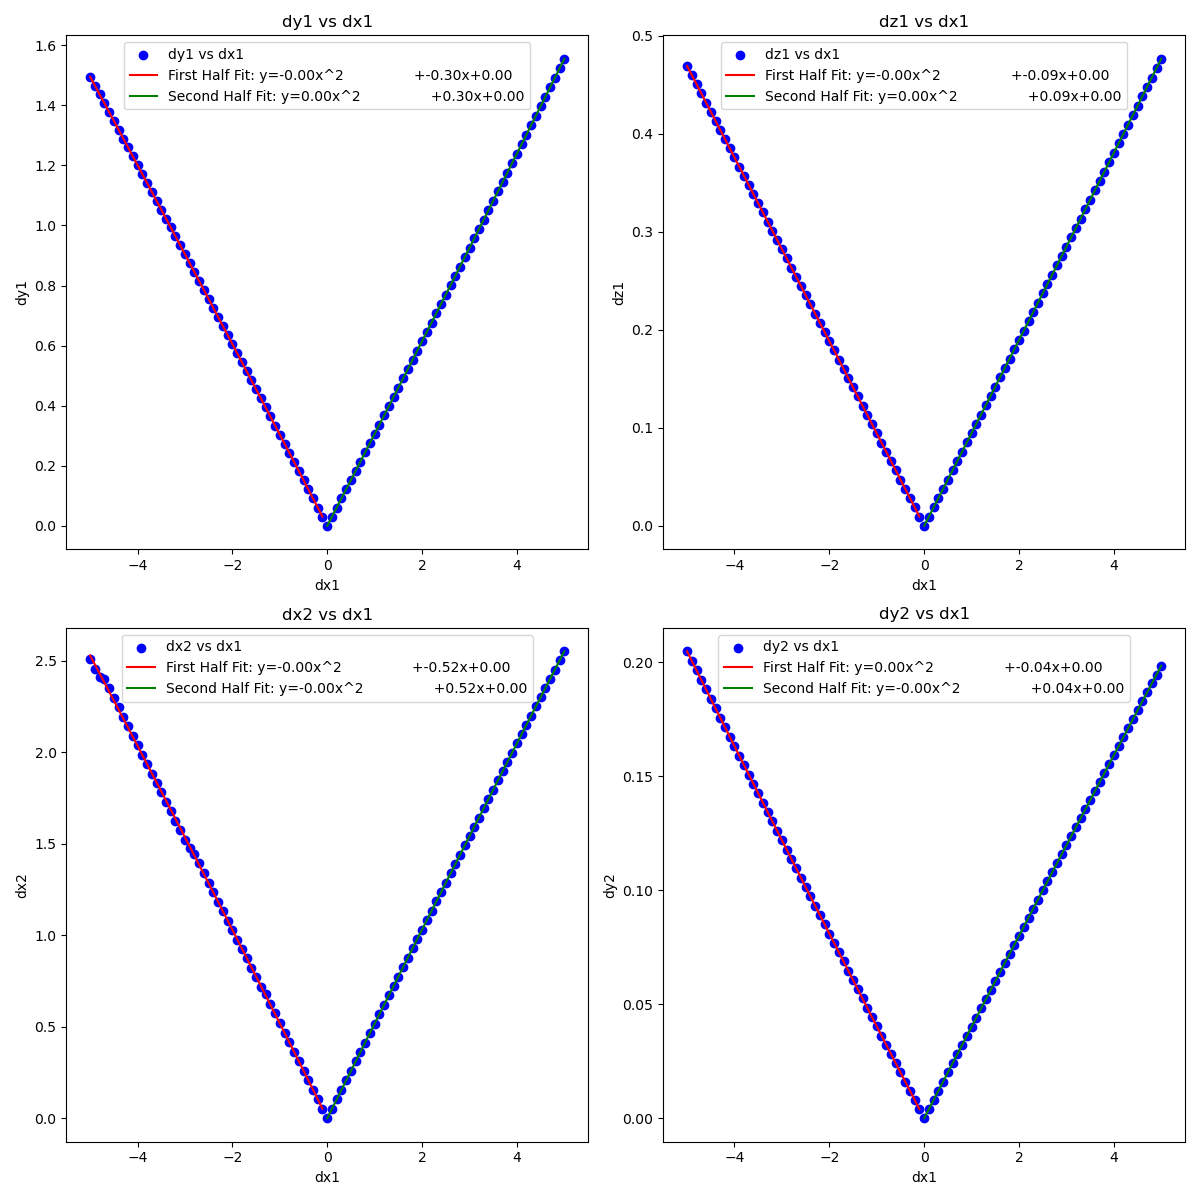 dy1 vs dx1
dy1 vs dx1
First Half Fit: y=-0.00x^2 +-0.30x+0.00
Second Half Fit: y=0.00x^2 +0.30x+0.00
1.6
1.4
1.2
1.0
0.8
0.6
0.4
0.2
0.0
dy1
−4 −2 0 2 4
dx1
dz1 vs dx1
dz1 vs dx1
First Half Fit: y=-0.00x^2 +-0.09x+0.00
Second Half Fit: y=0.00x^2 +0.09x+0.00
0.5
0.4
0.3
0.2
0.1
0.0
dz1
−4 −2 0 2 4
dx1
dx2 vs dx1
dx2 vs dx1
First Half Fit: y=-0.00x^2 +-0.52x+0.00
Second Half Fit: y=-0.00x^2 +0.52x+0.00
2.5
2.0
1.5
1.0
0.5
0.0
dx2
−4 −2 0 2 4
dx1
dy2 vs dx1
dy2 vs dx1
First Half Fit: y=0.00x^2 +-0.04x+0.00
Second Half Fit: y=-0.00x^2 +0.04x+0.00
0.20
0.15
0.10
0.05
0.00
dy2
−4 −2 0 2 4
dx1